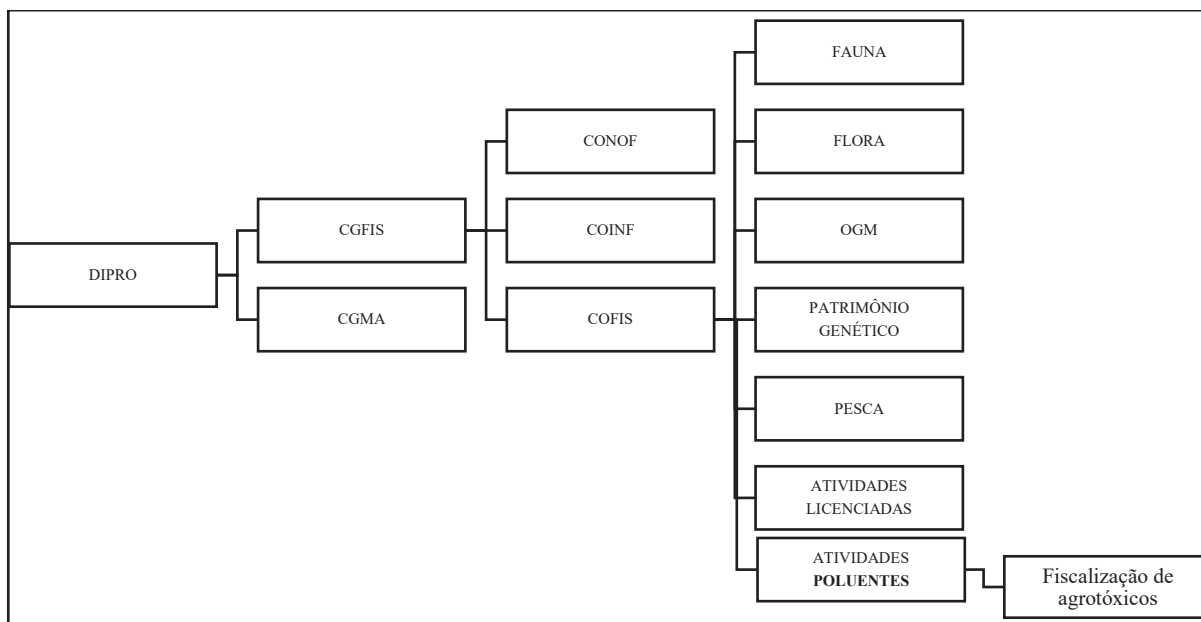 DIPRO
CGFIS
CGMA
CONOF
COINF
COFIS
FAUNA
FLORA
OGM
PATRIMÔNIO
GENÉTICO
PESCA
ATIVIDADES
LICENCIADAS
ATIVIDADES
POLUENTES
Fiscalização de
agrotóxicos